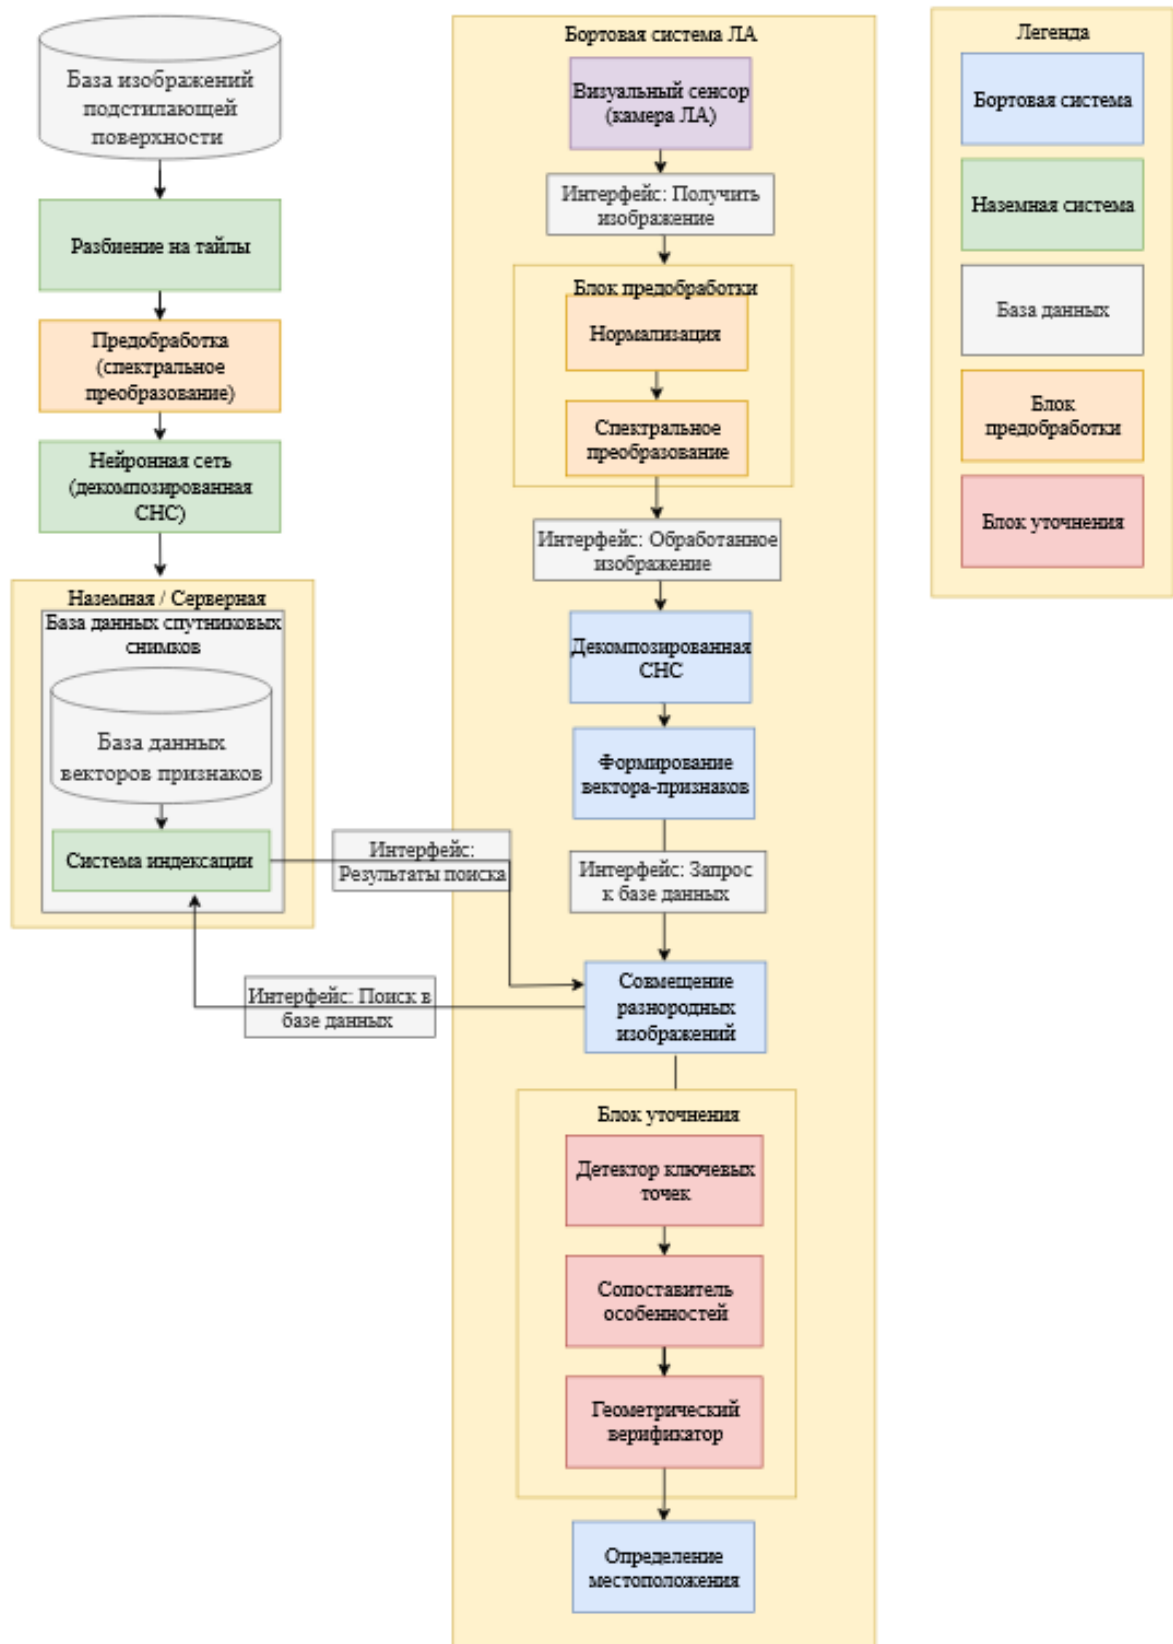 База изображений
подстилающей
поверхности
Разбиение на тайлы
Предобработка
(спектральное
преобразование)
Нейронная сеть
(декомпозированная
СНС)
Наземная / Серверная
База данных спутниковых
снимков
База данных
векторов признаков
Система индексации
Интерфейс:
Результаты поиска
Интерфейс: Поиск в
базе данных
Бортовая система ЛА
Визуальный сенсор
(камера ЛА)
Интерфейс: Получить
изображение
Блок предобработки
Нормализация
Спектральное
преобразование
Интерфейс: Обработанное
изображение
Декомпозированная
СНС
Формирование
вектора-признаков
Интерфейс: Запрос
к базе данных
Совмещение
разнородных
изображений
Блок уточнения
Детектор ключевых
точек
Сопоставитель
особенностей
Геометрический
верификатор
Определение
местоположения
Легенда
Бортовая система
Наземная система
База данных
Блок
предобработки
Блок уточнения